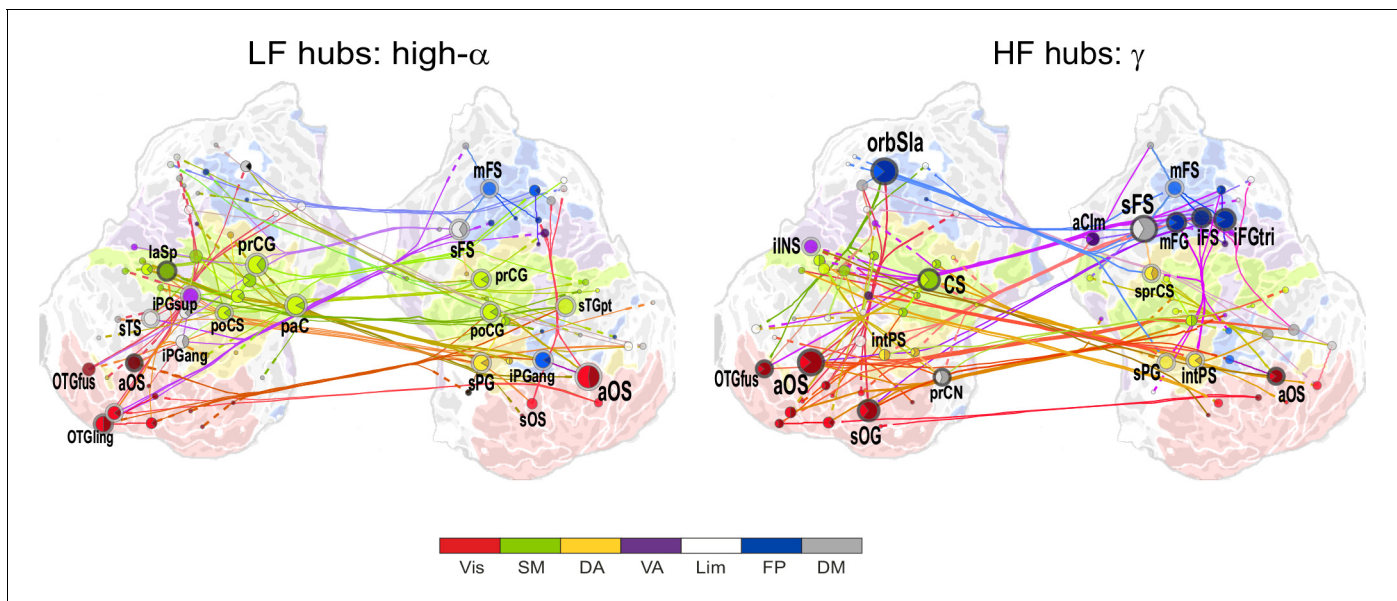 LF hubs: high-α
HF hubs: γ
mFS
sFS
laSp
prCG
prCG
iPGsup
sTS
poCS
paC
poCG
sTGpt
iPGang
OTGfus
aOS
sPG
iPGang
aOS
sOS
OTGling
orbSla
mFS
aClm
sFS
mFG
iFS
iFGtri
iINS
CS
sprCS
intPS
OTGfus
aOS
prCN
sPG
intPS
aOS
sOG
Vis SM DA VA Lim FP DM